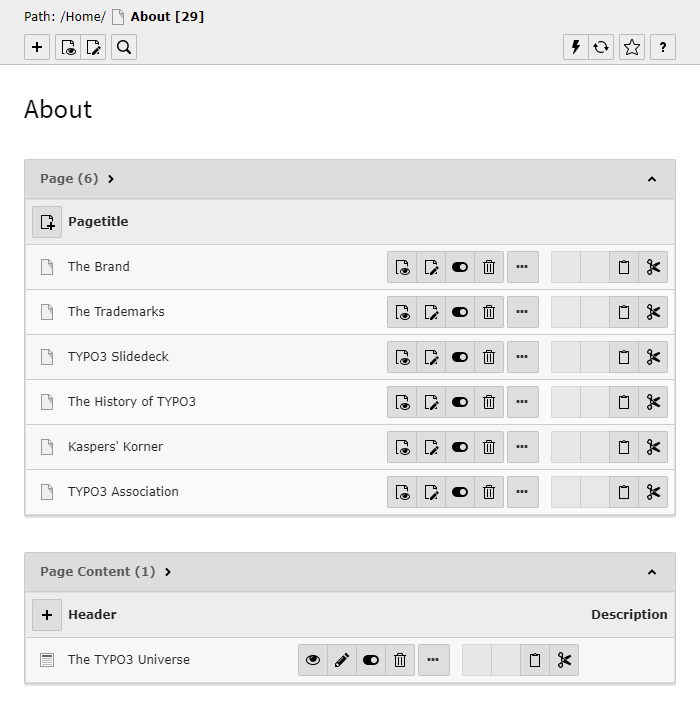 Path: /Home/ About [29]
?
About
Page (6)
Pagetitle
The Brand
The Trademarks
TYPO3 Slidedeck
The History of TYPO3
Kaspers' Korner
TYPO3 Association
Page Content (1)
Header Description
The TYPO3 Universe